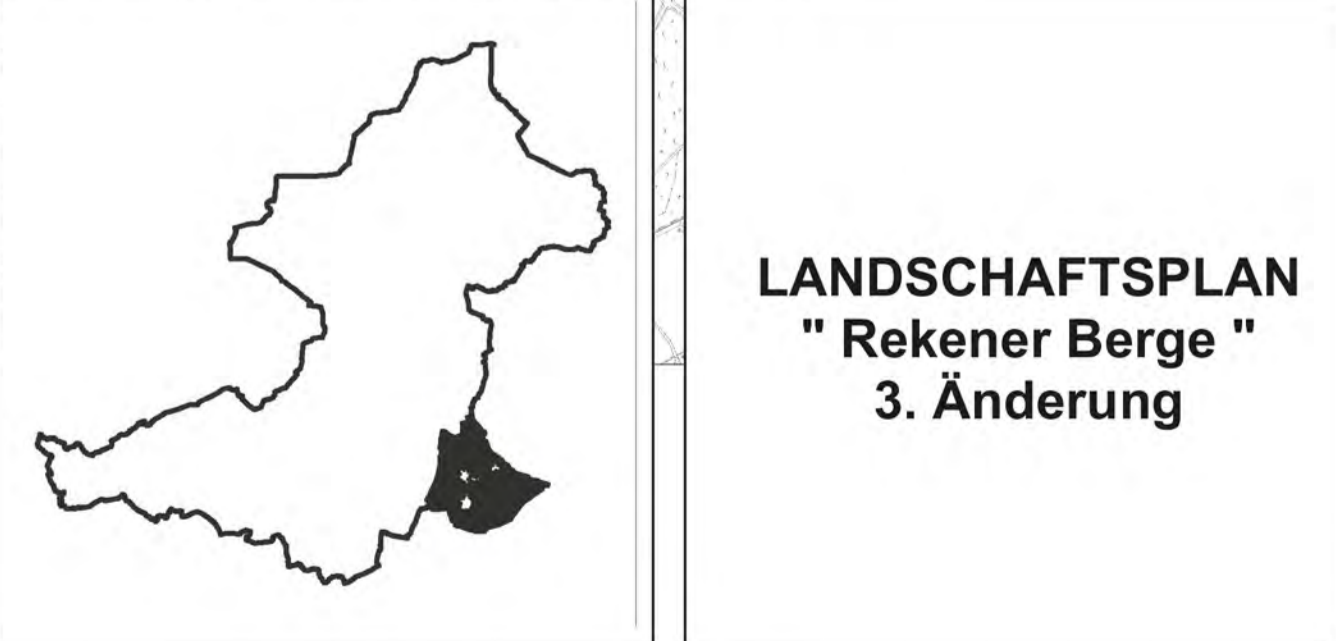 LANDSCHAFTSPLAN
" Rekener Berge "
3. Änderung